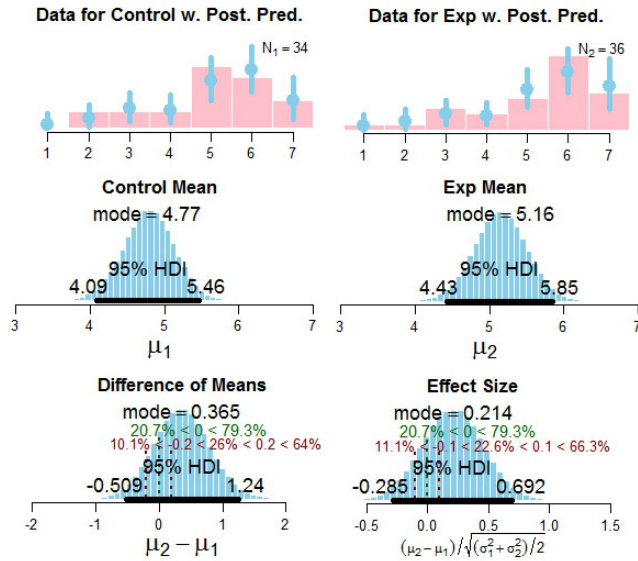 Data for Control w. Post. Pred.
N1 = 34
1 2 3 4 5 6 7
Data for Exp w. Post. Pred.
N2 = 36
1 2 3 4 5 6 7
Control Mean
mode = 4.77
95% HDI
4.09 5.46
3 4 5 6 7
μ1
Exp Mean
mode = 5.16
95% HDI
4.43 5.85
3 4 5 6 7
μ2
Difference of Means
mode = 0.365
20.7% < 0 < 79.3%
10.1% < -0.2 < 26% < 0.2 < 64%
95% HDI
-0.509 1.24
-2 -1 0 1 2
μ2 − μ1
Effect Size
mode = 0.214
20.7% < 0 < 79.3%
11.1% < -0.1 < 22.6% < 0.1 < 66.3%
95% HDI
-0.285 0.692
-0.5 0.0 0.5 1.0 1.5
(μ2 − μ1)/√(σ1² + σ2²)/2